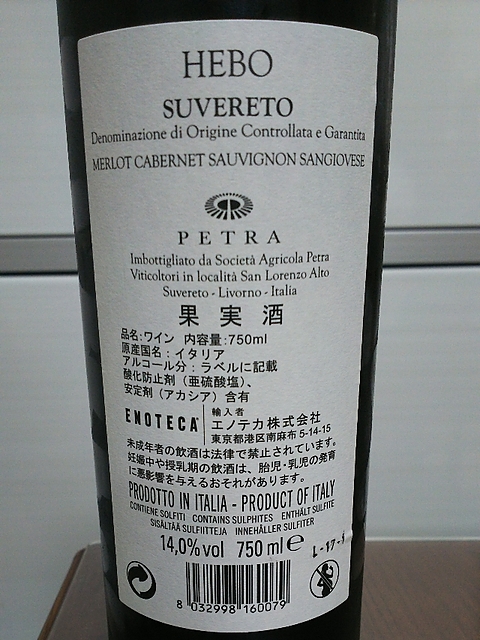 HEBO
SUVERETO
Denominazione di Origine Controllata e Garantita
MERLOT CABERNET SAUVIGNON SANGIOVESE
PETRA
Imbottigliato da Società Agricola Petra
Viticoltori in località San Lorenzo Alto
Suvereto - Livorno - Italia
果実酒
品名:ワイン 内容量:750ml
原産国名:イタリア
アルコール分:ラベルに記載
酸化防止剤(亜硫酸塩)、
安定剤(アカシア)含有
ENOTECA
輸入者
エノテカ株式会社
東京都港区南麻布 5-14-15
未成年者の飲酒は法律で禁止されています。
妊娠中や授乳期の飲酒は、胎児・乳児の発育
に悪影響を与えるおそれがあります。
PRODOTTO IN ITALIA - PRODUCT OF ITALY
CONTIENE SOLFITI CONTAINS SULPHITES ENTHÄLT SULFITE
SISÄLTÄÄ SULFIITTEJA INNEHÅLLER SULFITER
14,0% vol 750 ml e
8 032998 160079